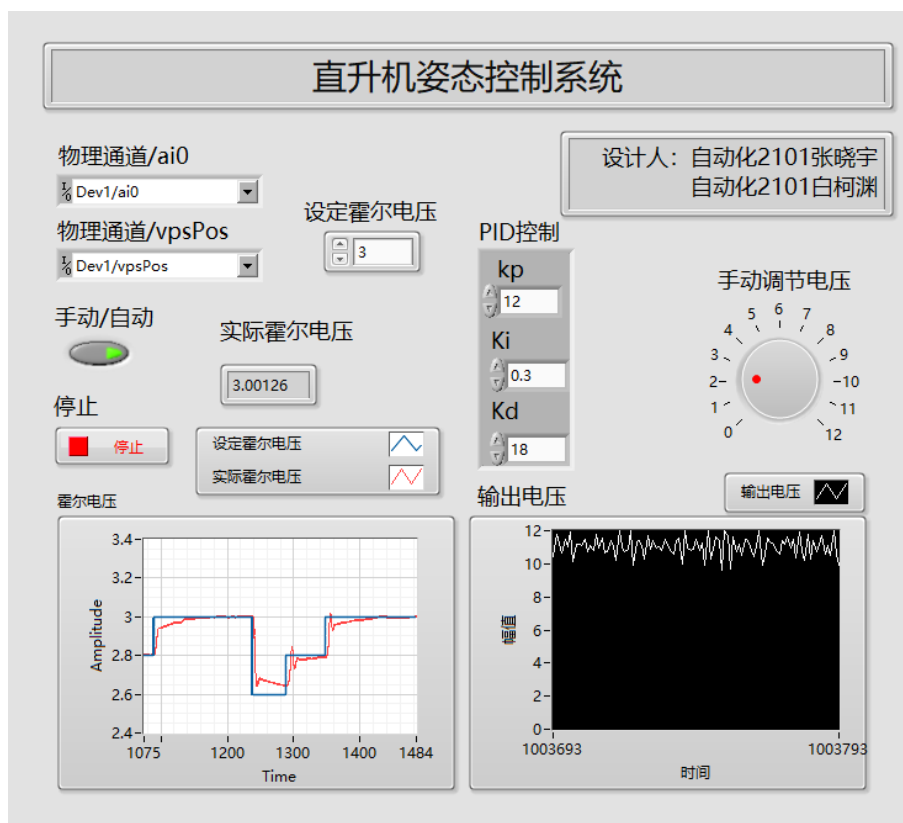 直升机姿态控制系统
设计人：自动化2101张晓宇
自动化2101白柯渊
物理通道/ai0
Dev1/ai0
物理通道/vpsPos
Dev1/vpsPos
设定霍尔电压
3
手动/自动
实际霍尔电压
3.00126
停止
停止
设定霍尔电压
实际霍尔电压
PID控制
kp
12
Ki
0.3
Kd
18
手动调节电压
0
1
2
3
4
5
6
7
8
9
10
11
12
霍尔电压
Amplitude
3.4
3.2
3
2.8
2.6
2.4
1075
1200
1300
1400
1484
Time
输出电压
输出电压
幅值
12
10
8
6
4
2
0
1003693
1003793
时间